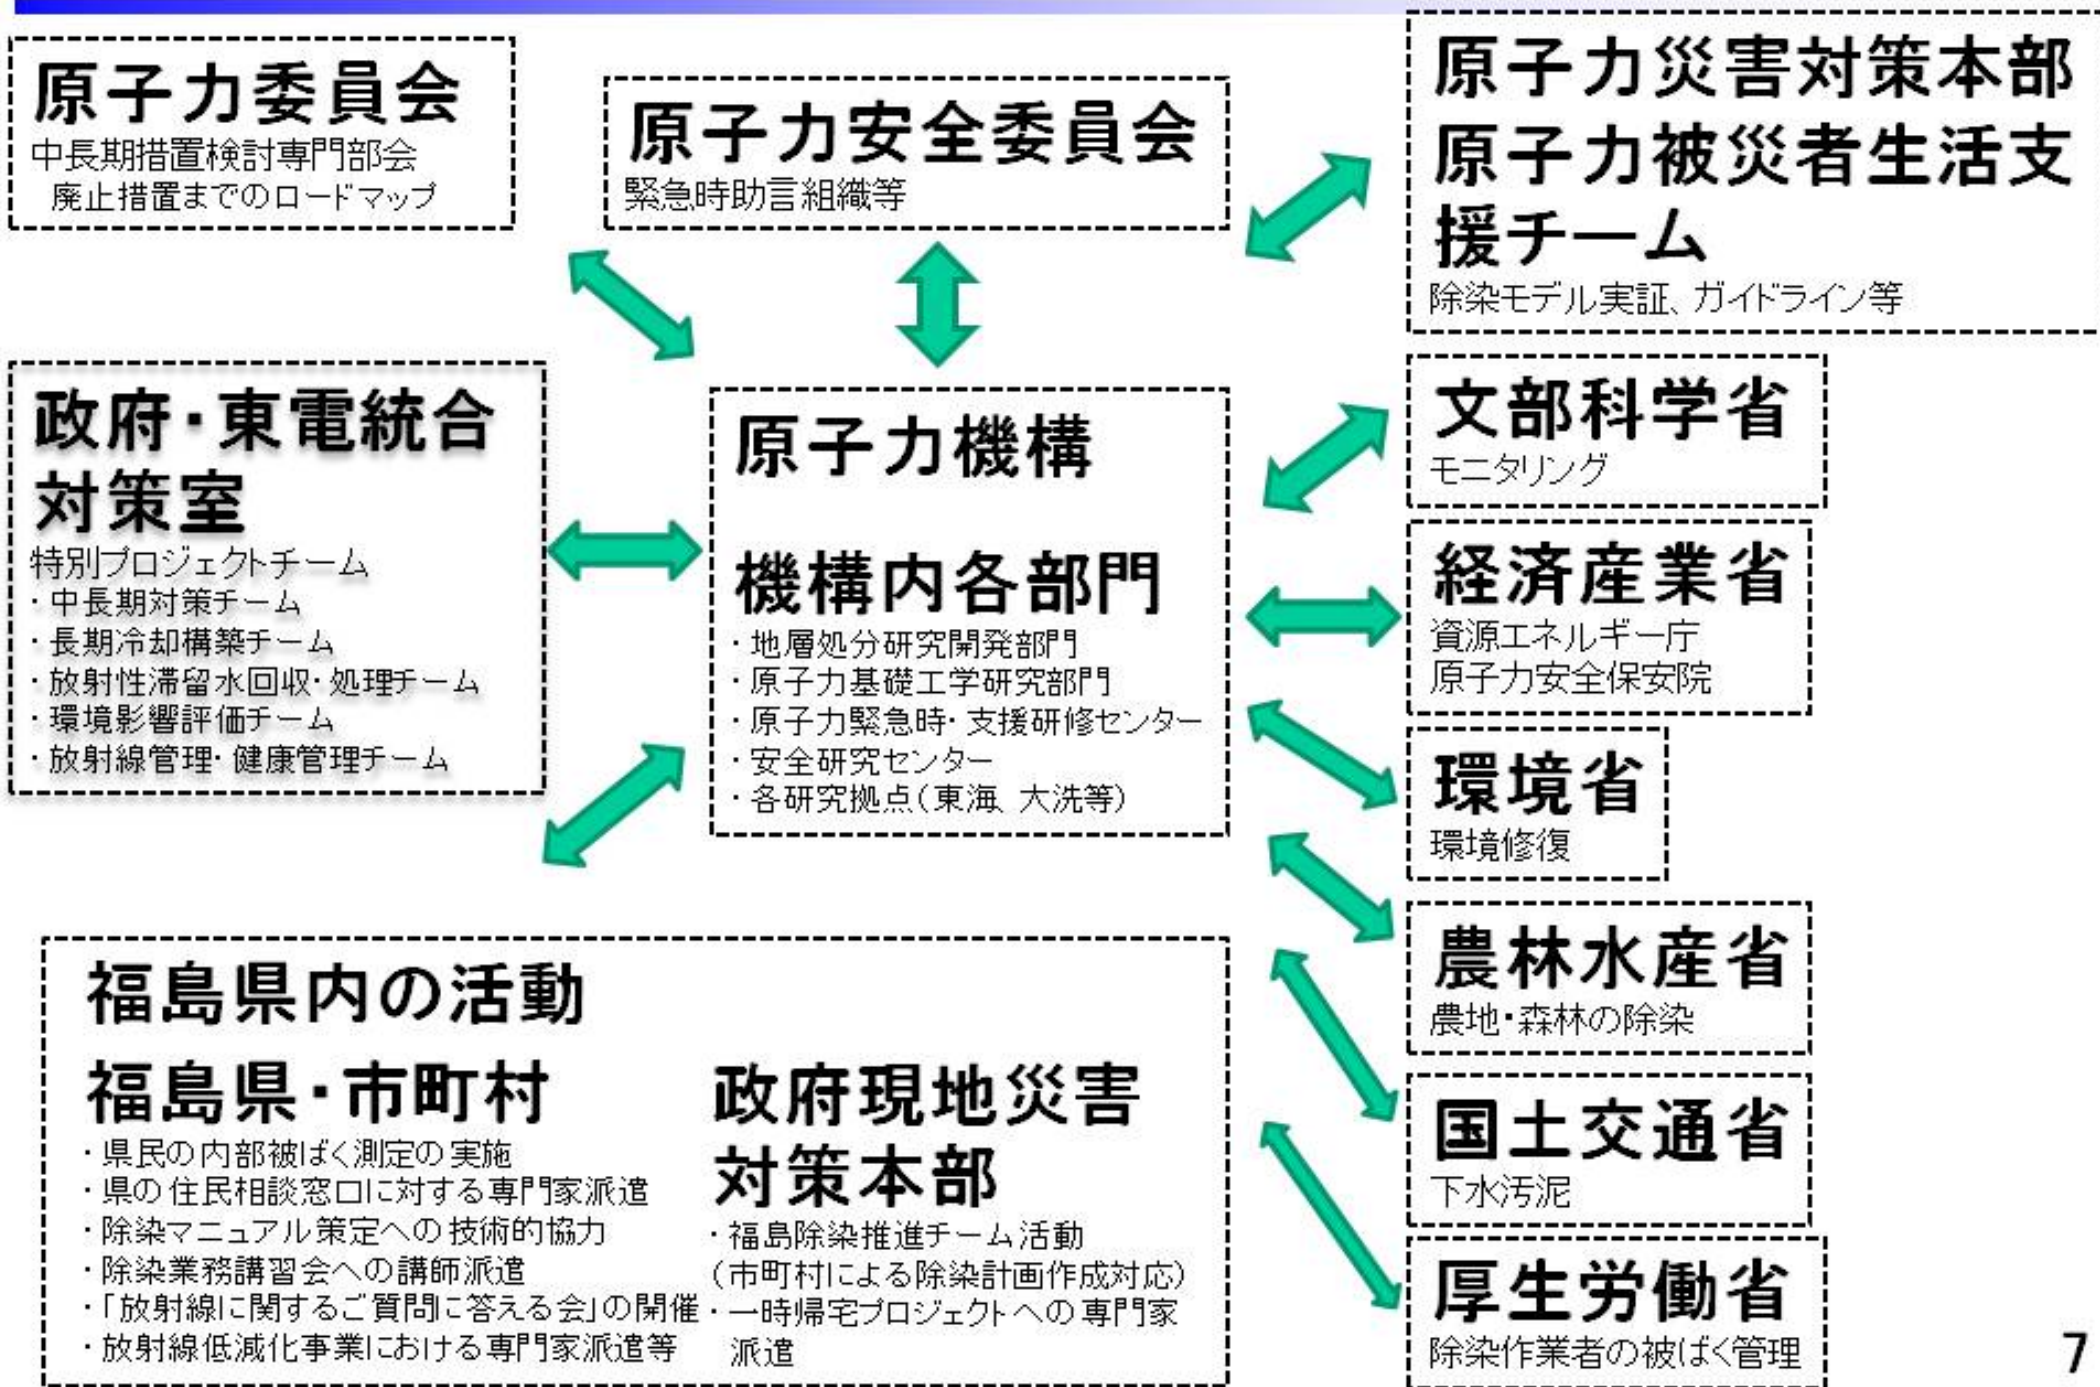 原子力委員会
中長期措置検討専門部会
廃止措置までのロードマップ
原子力安全委員会
緊急時助言組織等
原子力災害対策本部
原子力被災者生活支
援チーム
除染モデル実証、ガイドライン等
政府・東電統合
対策室
特別プロジェクトチーム
・中長期対策チーム
・長期冷却構築チーム
・放射性滞留水回収・処理チーム
・環境影響評価チーム
・放射線管理・健康管理チーム
原子力機構
機構内各部門
・地層処分研究開発部門
・原子力基礎工学研究部門
・原子力緊急時・支援研修センター
・安全研究センター
・各研究拠点(東海、大洗等)
文部科学省
モニタリング
経済産業省
資源エネルギー庁
原子力安全保安院
環境省
環境修復
農林水産省
農地・森林の除染
国土交通省
下水汚泥
厚生労働省
除染作業者の被ばく管理
福島県内の活動
福島県・市町村
・県民の内部被ばく測定の実施
・県の住民相談窓口に対する専門家派遣
・除染マニュアル策定への技術的協力
・除染業務講習会への講師派遣
・「放射線に関するご質問に答える会」の開催
・放射線低減化事業における専門家派遣等
政府現地災害
対策本部
・福島除染推進チーム活動
(市町村による除染計画作成対応)
・一時帰宅プロジェクトへの専門家
派遣
7